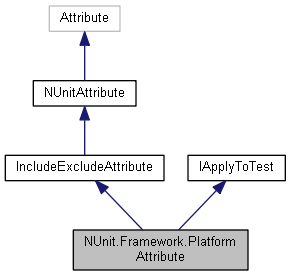 Attribute
NUnitAttribute
IncludeExcludeAttribute
IApplyToTest
NUnit.Framework.Platform
Attribute